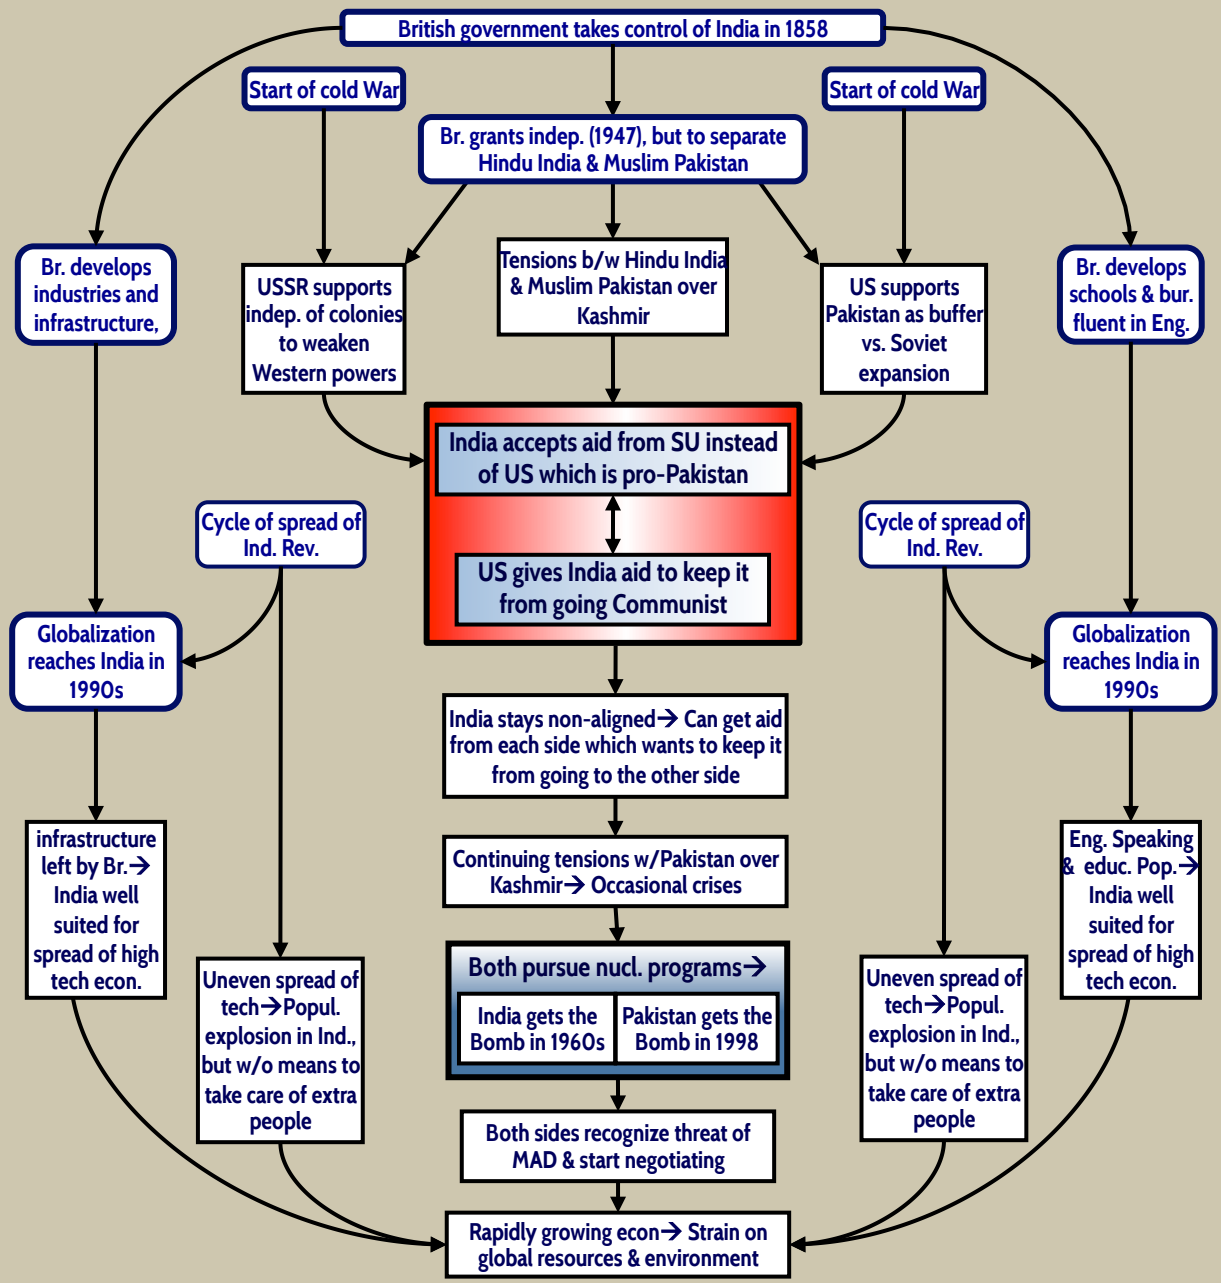 British government takes control of India in 1858
Start of cold War
Start of cold War
Br. grants indep. (1947), but to separate
Hindu India & Muslim Pakistan
Br. develops
industries and
infrastructure,
USSR supports
indep. of colonies
to weaken
Western powers
Tensions b/w Hindu India
& Muslim Pakistan over
Kashmir
US supports
Pakistan as buffer
vs. Soviet
expansion
Br. develops
schools & bur.
fluent in Eng.
India accepts aid from SU instead
of US which is pro-Pakistan
US gives India aid to keep it
from going Communist
Cycle of spread of
Ind. Rev.
Cycle of spread of
Ind. Rev.
Globalization
reaches India in
1990s
Globalization
reaches India in
1990s
India stays non-aligned→ Can get aid
from each side which wants to keep it
from going to the other side
infrastructure
left by Br.→
India well
suited for
spread of high
tech econ.
Continuing tensions w/Pakistan over
Kashmir→ Occasional crises
Eng. Speaking
& educ. Pop.→
India well
suited for
spread of high
tech econ.
Uneven spread of
tech→Popul.
explosion in Ind.,
but w/o means to
take care of extra
people
Both pursue nucl. programs→
India gets the
Bomb in 1960s
Pakistan gets the
Bomb in 1998
Uneven spread of
tech→Popul.
explosion in Ind.,
but w/o means to
take care of extra
people
Both sides recognize threat of
MAD & start negotiating
Rapidly growing econ→ Strain on
global resources & environment